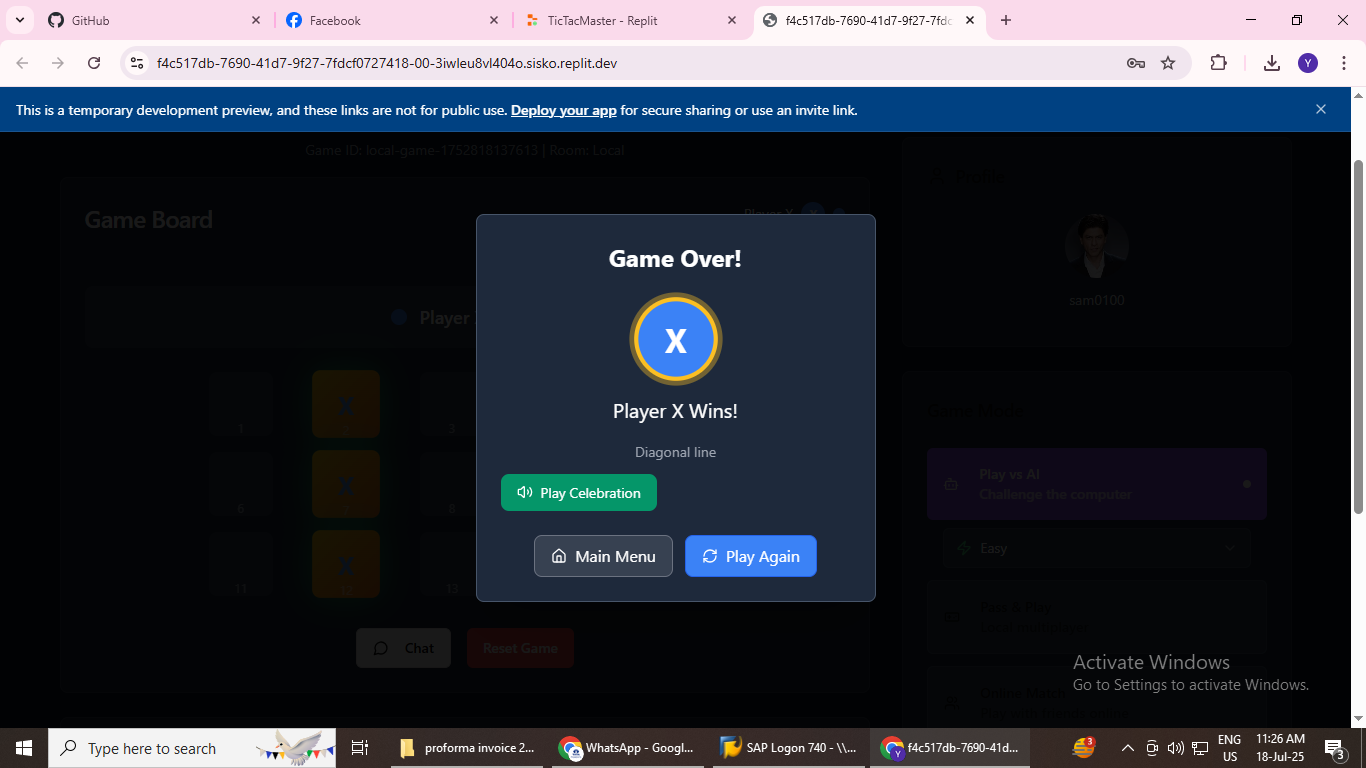 GitHub
Facebook
TicTacMaster - Replit
f4c517db-7690-41d7-9f27-7fdc
f4c517db-7690-41d7-9f27-7fdcf0727418-00-3iwleu8vl404o.sisko.replit.dev
Y
This is a temporary development preview, and these links are not for public use. Deploy your app for secure sharing or use an invite link.
Game ID: local-game-1752818137613 | Room: Local
Profile
Game Board
Player X
sam0100
Player
Game Over!
X
Player X Wins!
Diagonal line
Play Celebration
Main Menu
Play Again
1
3
6
8
11
13
Game Mode
Play vs AI
Challenge the computer
Easy
Pass & Play
Chat
Reset Game
Online Match
Activate Windows
Go to Settings to activate Windows.
Type here to search
proforma invoice 2...
WhatsApp - Googl...
SAP Logon 740 - \\...
f4c517db-7690-41d...
3
ENG
US
11:26 AM
18-Jul-25
3